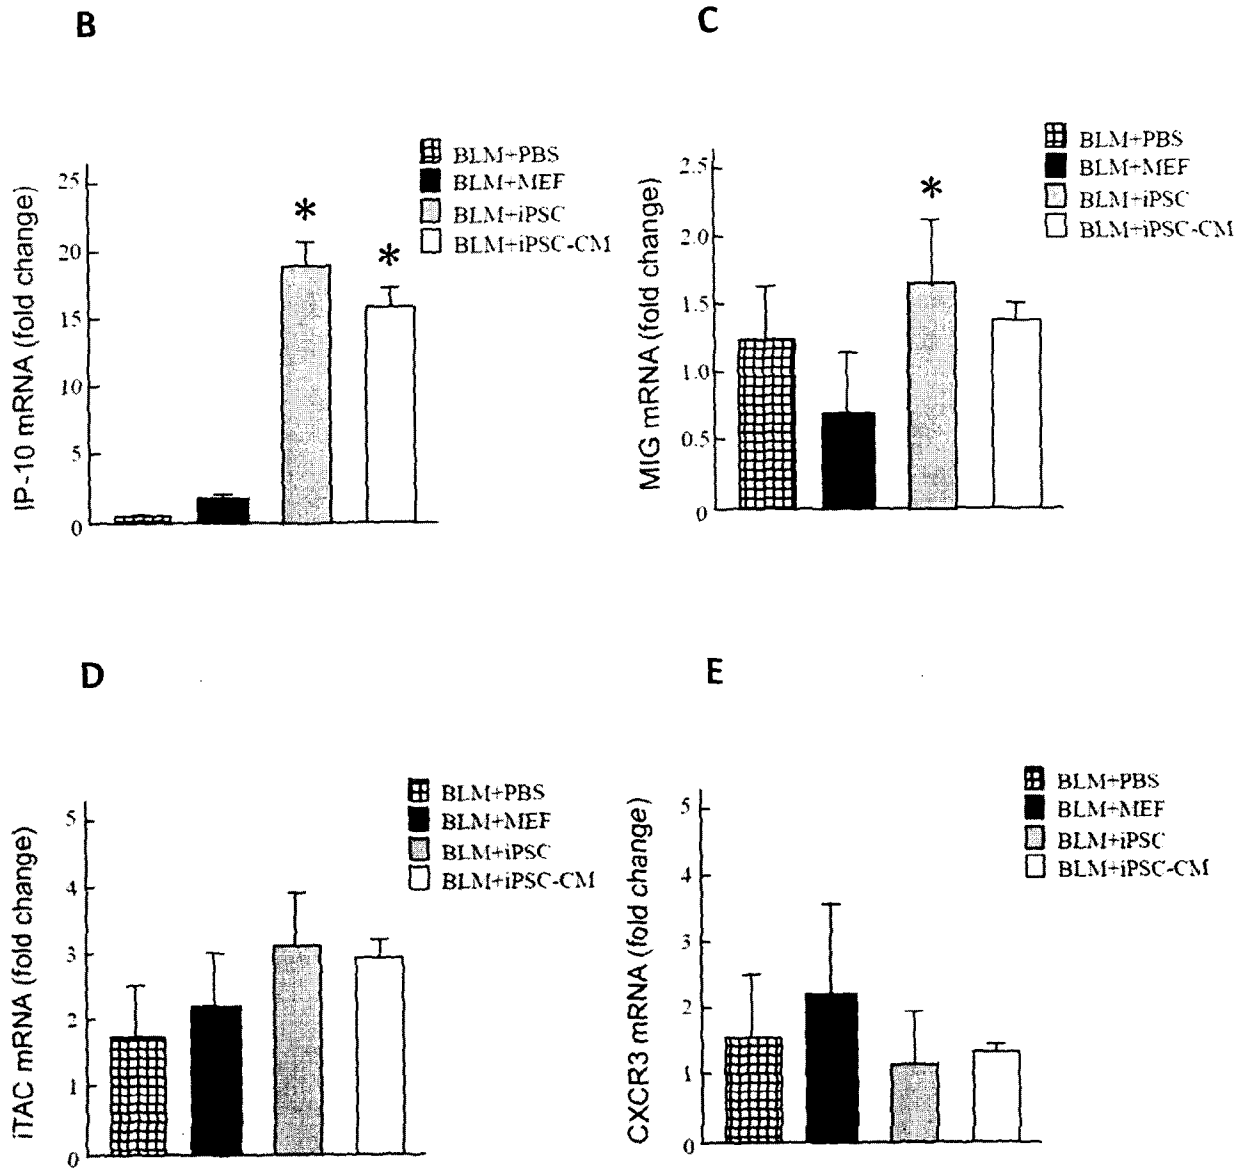 B
IP-10 mRNA (fold change)
25
20
15
10
5
0
*
*
BLM+PBS
BLM+MEF
BLM+iPSC
BLM+iPSC-CM
C
MIG mRNA (fold change)
2.5
2.0
1.5
1.0
0.5
0
*
BLM+PBS
BLM+MEF
BLM+iPSC
BLM+iPSC-CM
D
iTAC mRNA (fold change)
5
4
3
2
1
0
BLM+PBS
BLM+MEF
BLM+iPSC
BLM+iPSC-CM
E
CXCR3 mRNA (fold change)
5
4
3
2
1
0
BLM+PBS
BLM+MEF
BLM+iPSC
BLM+iPSC-CM